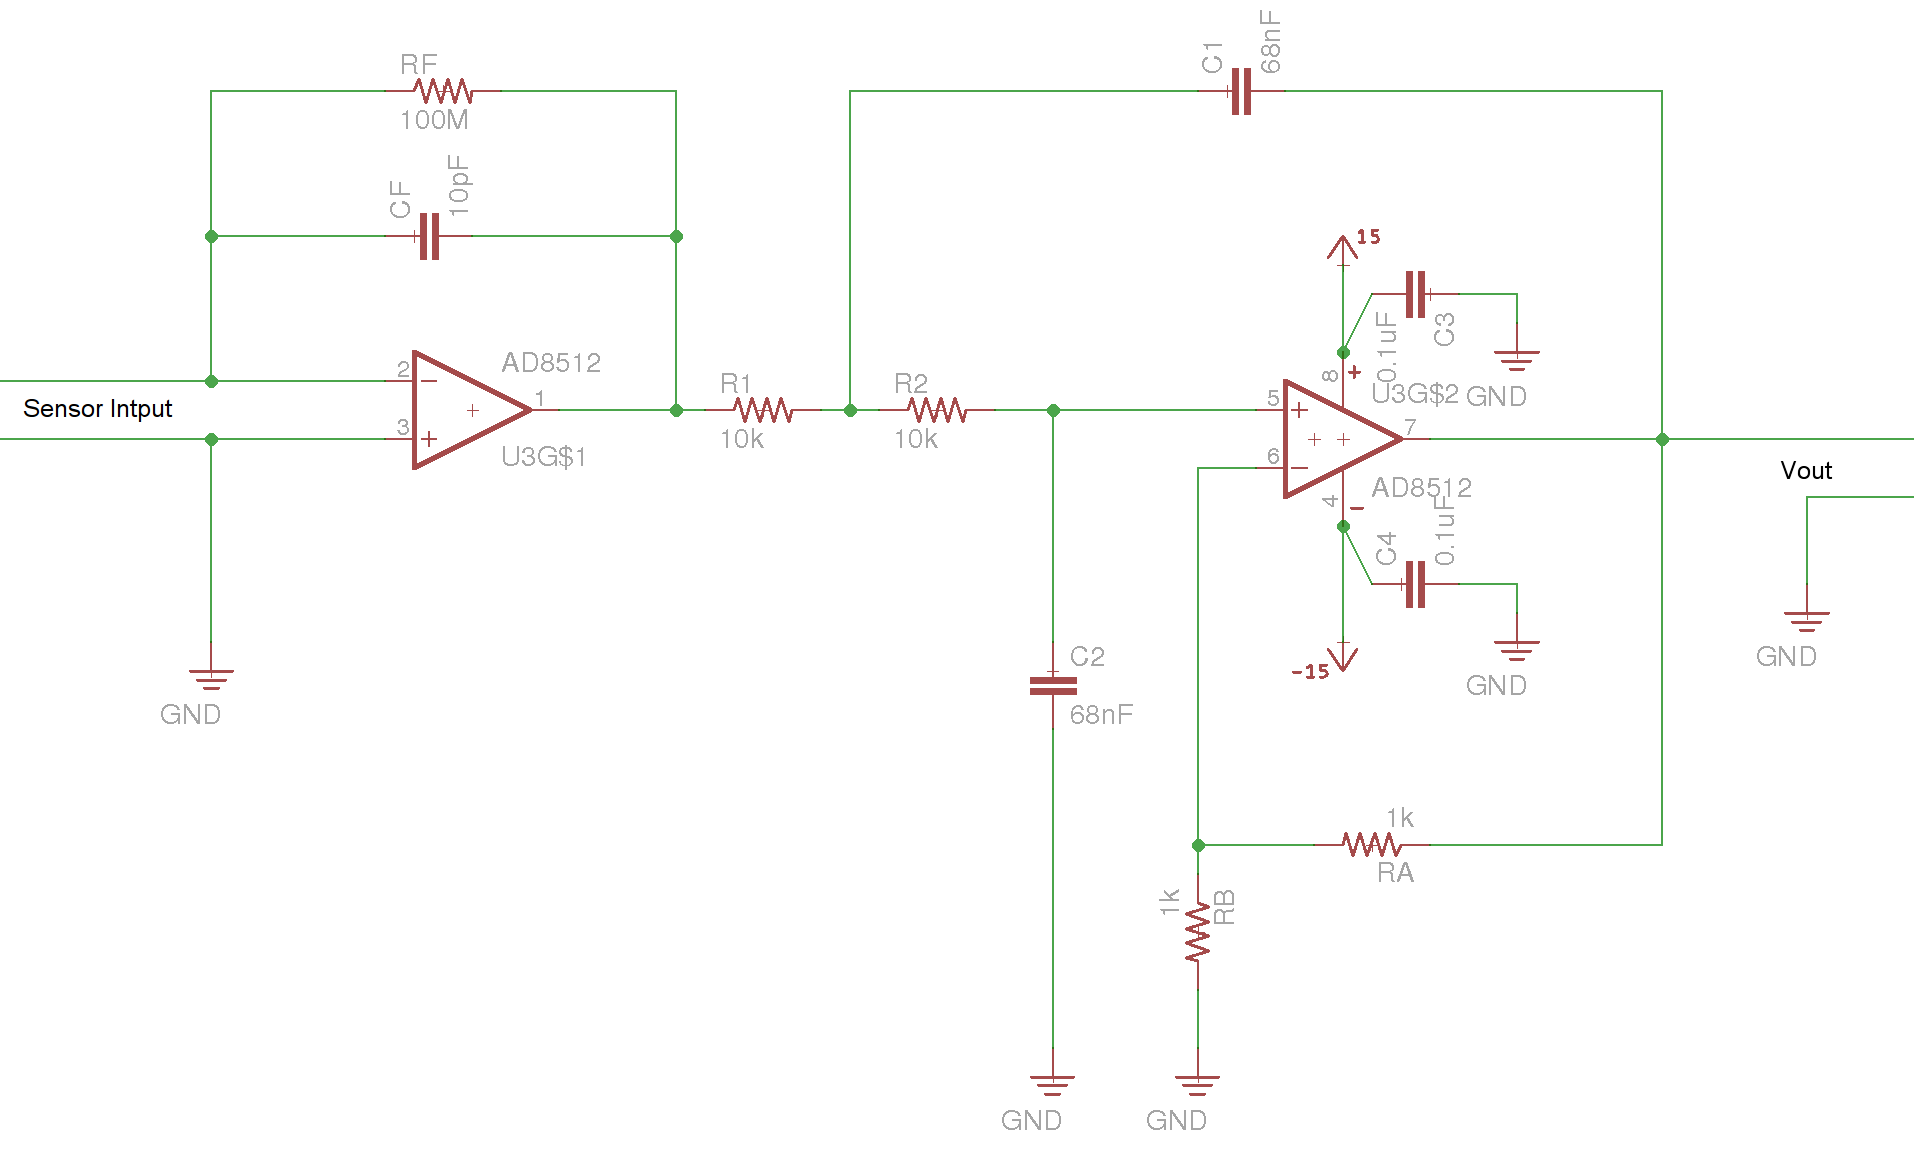 RF
100M
CF
10pF
C1
68nF
15
0.1uF
C3
GND
2
3
1
AD8512
U3G$1
Sensor Intput
GND
R1
10k
R2
10k
5
6
7
8
4
+
-
U3G$2
AD8512
C4
0.1uF
-15
GND
Vout
GND
C2
68nF
GND
1k
RA
1k
RB
GND